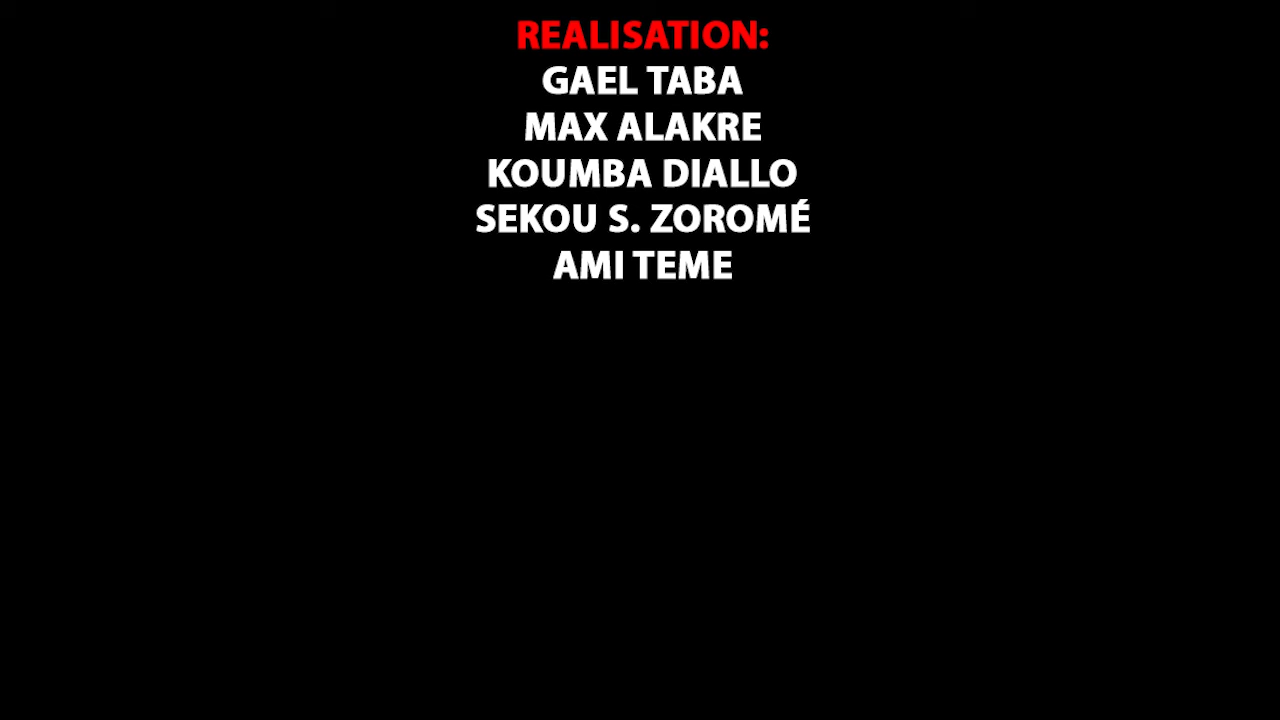 REALISATION:
GAEL TABA
MAX ALAKRE
KOUMBA DIALLO
SEKOU S. ZOROMÉ
AMI TEME